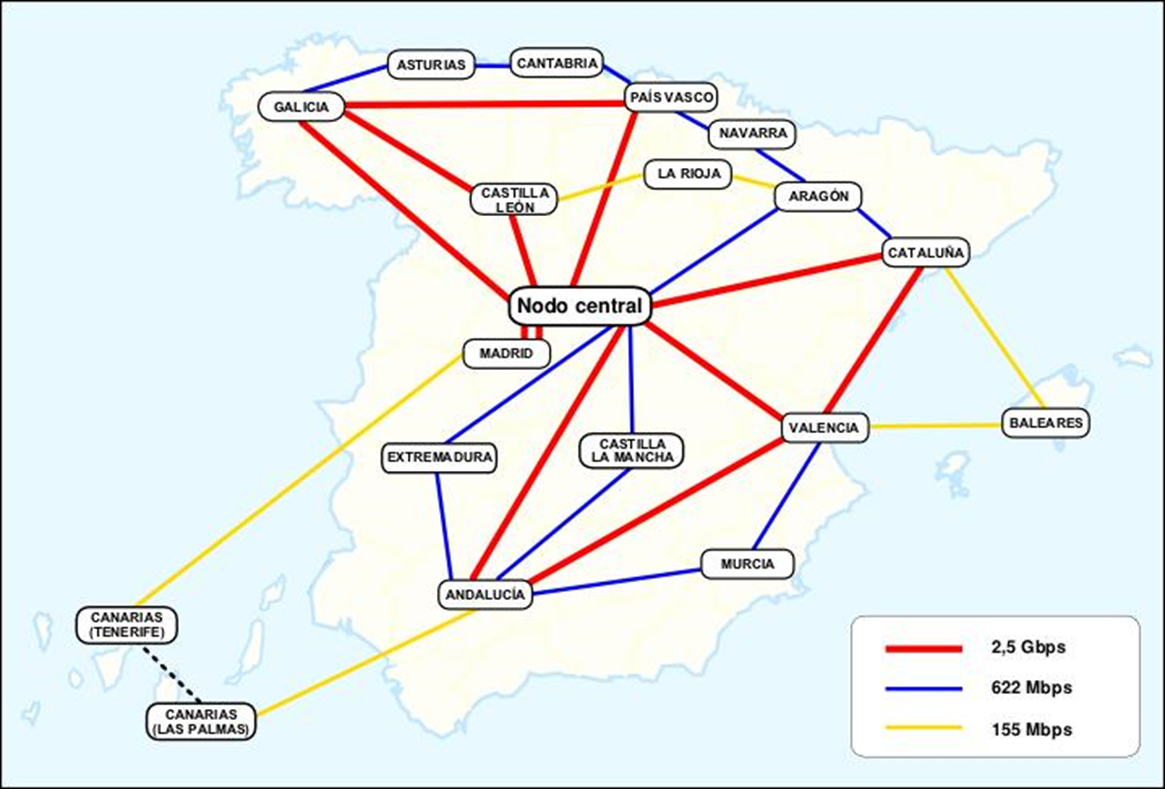 ASTURIAS
CANTABRIA
GALICIA
PAÍS VASCO
NAVARRA
LA RIOJA
CASTILLA
LEÓN
ARAGÓN
CATALUÑA
Nodo central
MADRID
VALENCIA
BALEARES
EXTREMADURA
CASTILLA
LA MANCHA
MURCIA
ANDALUCÍA
CANARIAS
(TENERIFE)
CANARIAS
(LAS PALMAS)
2,5 Gbps
622 Mbps
155 Mbps